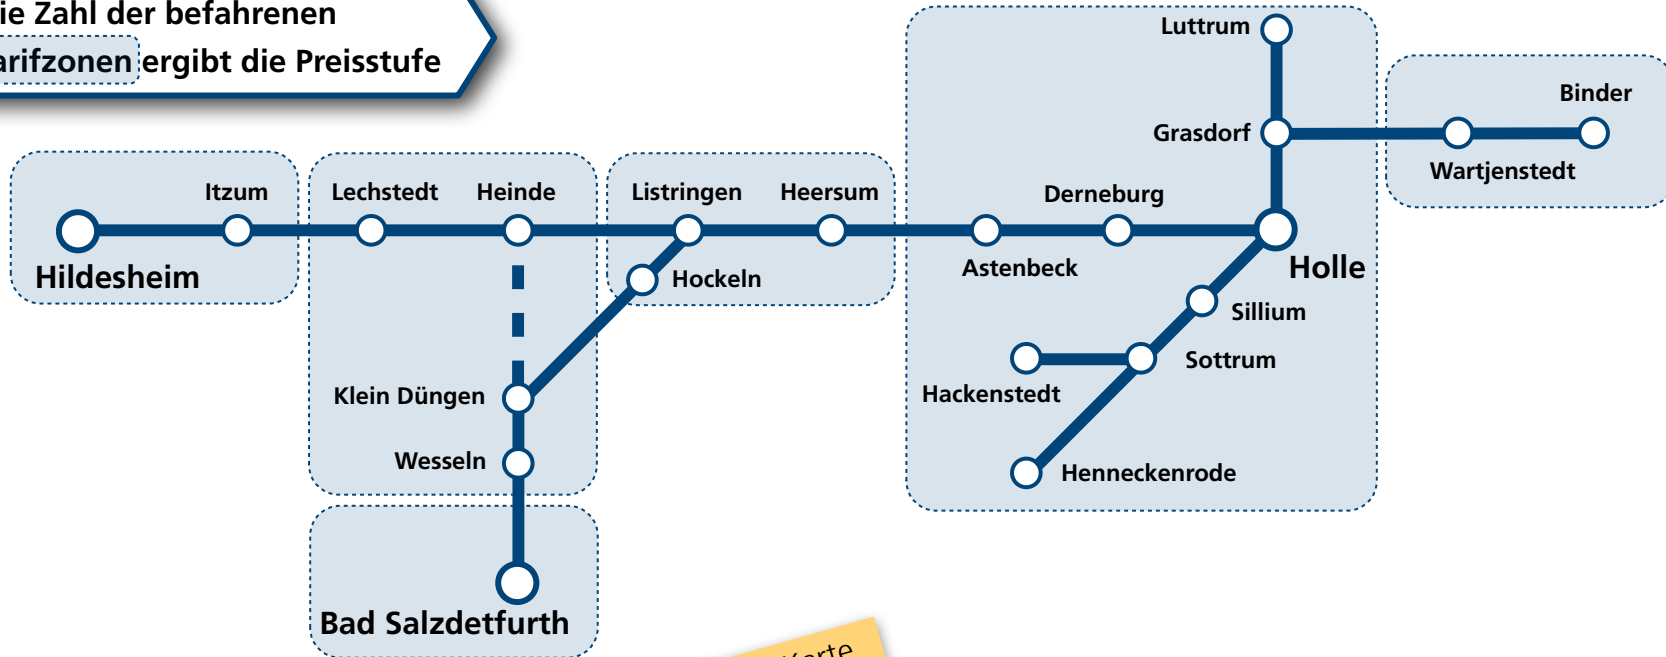 ie Zahl der befahrenen
arifzonen ergibt die Preisstufe
Luttrum
Binder
Grasdorf
Wartjenstedt
Itzum
Lechstedt
Heinde
Listringen
Heersum
Derneburg
Hildesheim
Hockeln
Astenbeck
Holle
Sillium
Sottrum
Klein Düngen
Hackenstedt
Wesseln
Henneckenrode
Bad Salzdetfurth
Karte